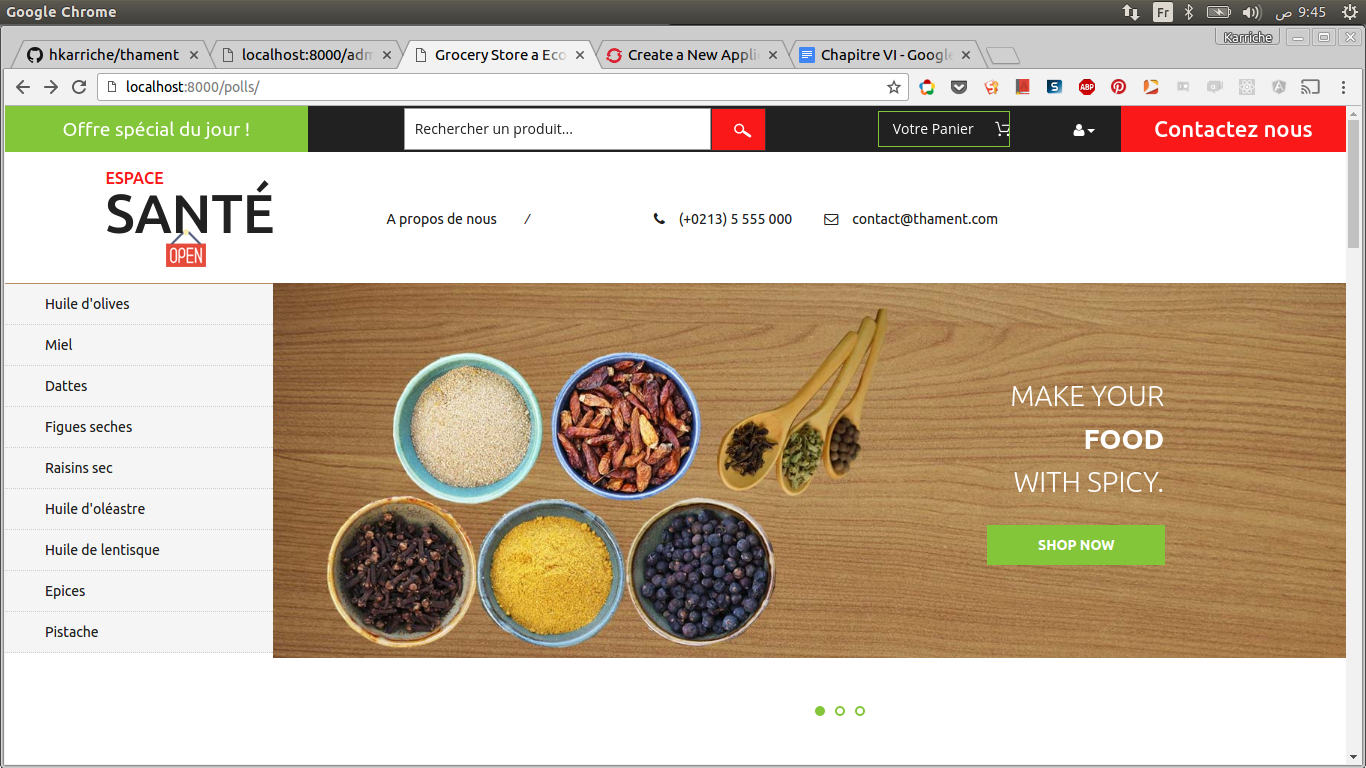 Google Chrome
Fr
ص 9:45
Karriche
hkarriche/thament
localhost:8000/adm
Grocery Store a Eco
Create a New Appli
Chapitre VI - Google
localhost:8000/polls/
ABP
Offre spécial du jour !
Rechercher un produit...
Votre Panier
Contactez nous
ESPACE
SANTÉ
OPEN
A propos de nous /
(+0213) 5 555 000
contact@thament.com
Huile d'olives
Miel
Dattes
Figues seches
Raisins sec
Huile d'oléastre
Huile de lentisque
Epices
Pistache
MAKE YOUR
FOOD
WITH SPICY.
SHOP NOW